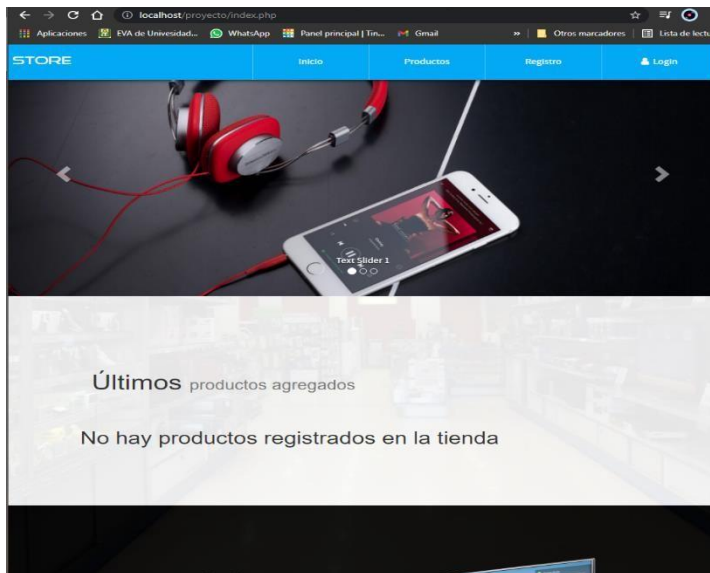 localhost/proyecto/index.php
Aplicaciones EVA de Univesidad... WhatsApp Panel principal | Tin... Gmail » Otros marcadores Lista de lectu
STORE Inicio Productos Registro Login
Text Slider 1
Últimos productos agregados
No hay productos registrados en la tienda